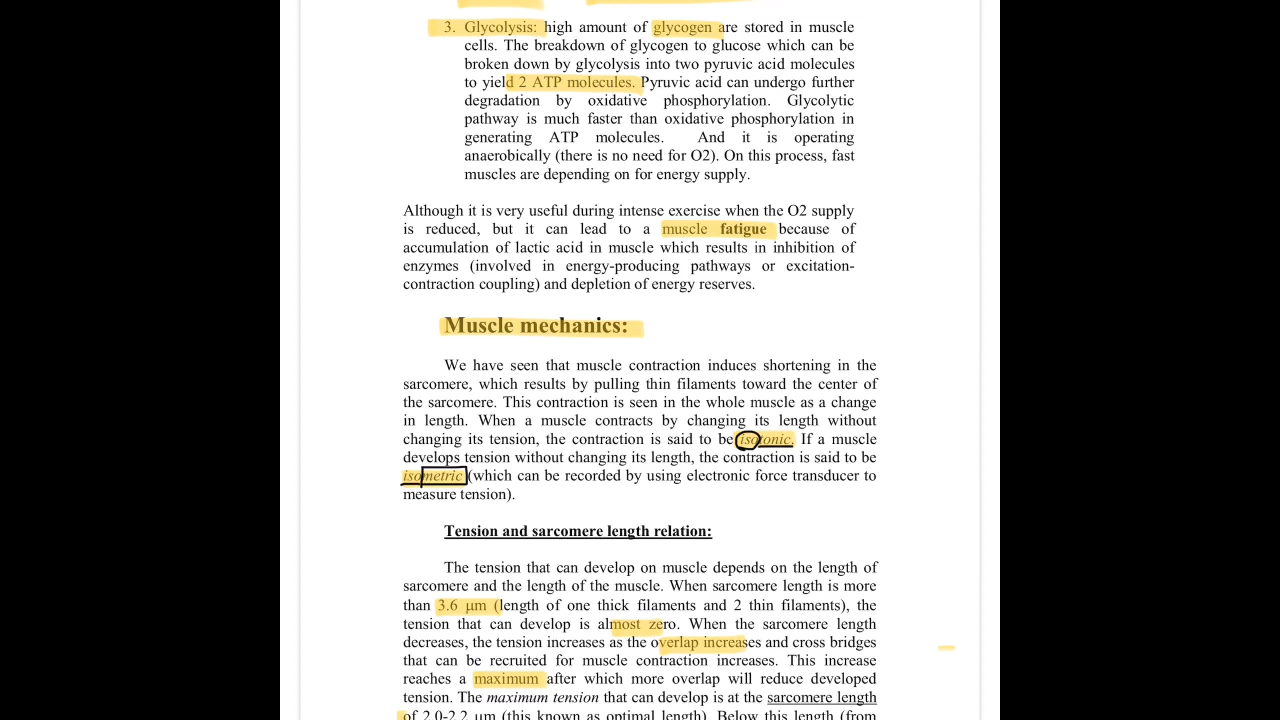 3. Glycolysis: high amount of glycogen are stored in muscle
cells. The breakdown of glycogen to glucose which can be
broken down by glycolysis into two pyruvic acid molecules
to yield 2 ATP molecules. Pyruvic acid can undergo further
degradation by oxidative phosphorylation. Glycolytic
pathway is much faster than oxidative phosphorylation in
generating ATP molecules. And it is operating
anaerobically (there is no need for O2). On this process, fast
muscles are depending on for energy supply.
Although it is very useful during intense exercise when the O2 supply
is reduced, but it can lead to a muscle fatigue because of
accumulation of lactic acid in muscle which results in inhibition of
enzymes (involved in energy-producing pathways or excitation-
contraction coupling) and depletion of energy reserves.
Muscle mechanics:
We have seen that muscle contraction induces shortening in the
sarcomere, which results by pulling thin filaments toward the center of
the sarcomere. This contraction is seen in the whole muscle as a change
in length. When a muscle contracts by changing its length without
changing its tension, the contraction is said to be isotonic. If a muscle
develops tension without changing its length, the contraction is said to be
isometric (which can be recorded by using electronic force transducer to
measure tension).
Tension and sarcomere length relation:
The tension that can develop on muscle depends on the length of
sarcomere and the length of the muscle. When sarcomere length is more
than 3.6 μm (length of one thick filaments and 2 thin filaments), the
tension that can develop is almost zero. When the sarcomere length
decreases, the tension increases as the overlap increases and cross bridges
that can be recruited for muscle contraction increases. This increase
reaches a maximum after which more overlap will reduce developed
tension. The maximum tension that can develop is at the sarcomere length
of 2.0-2.2 μm (this known as optimal length). Below this length (from